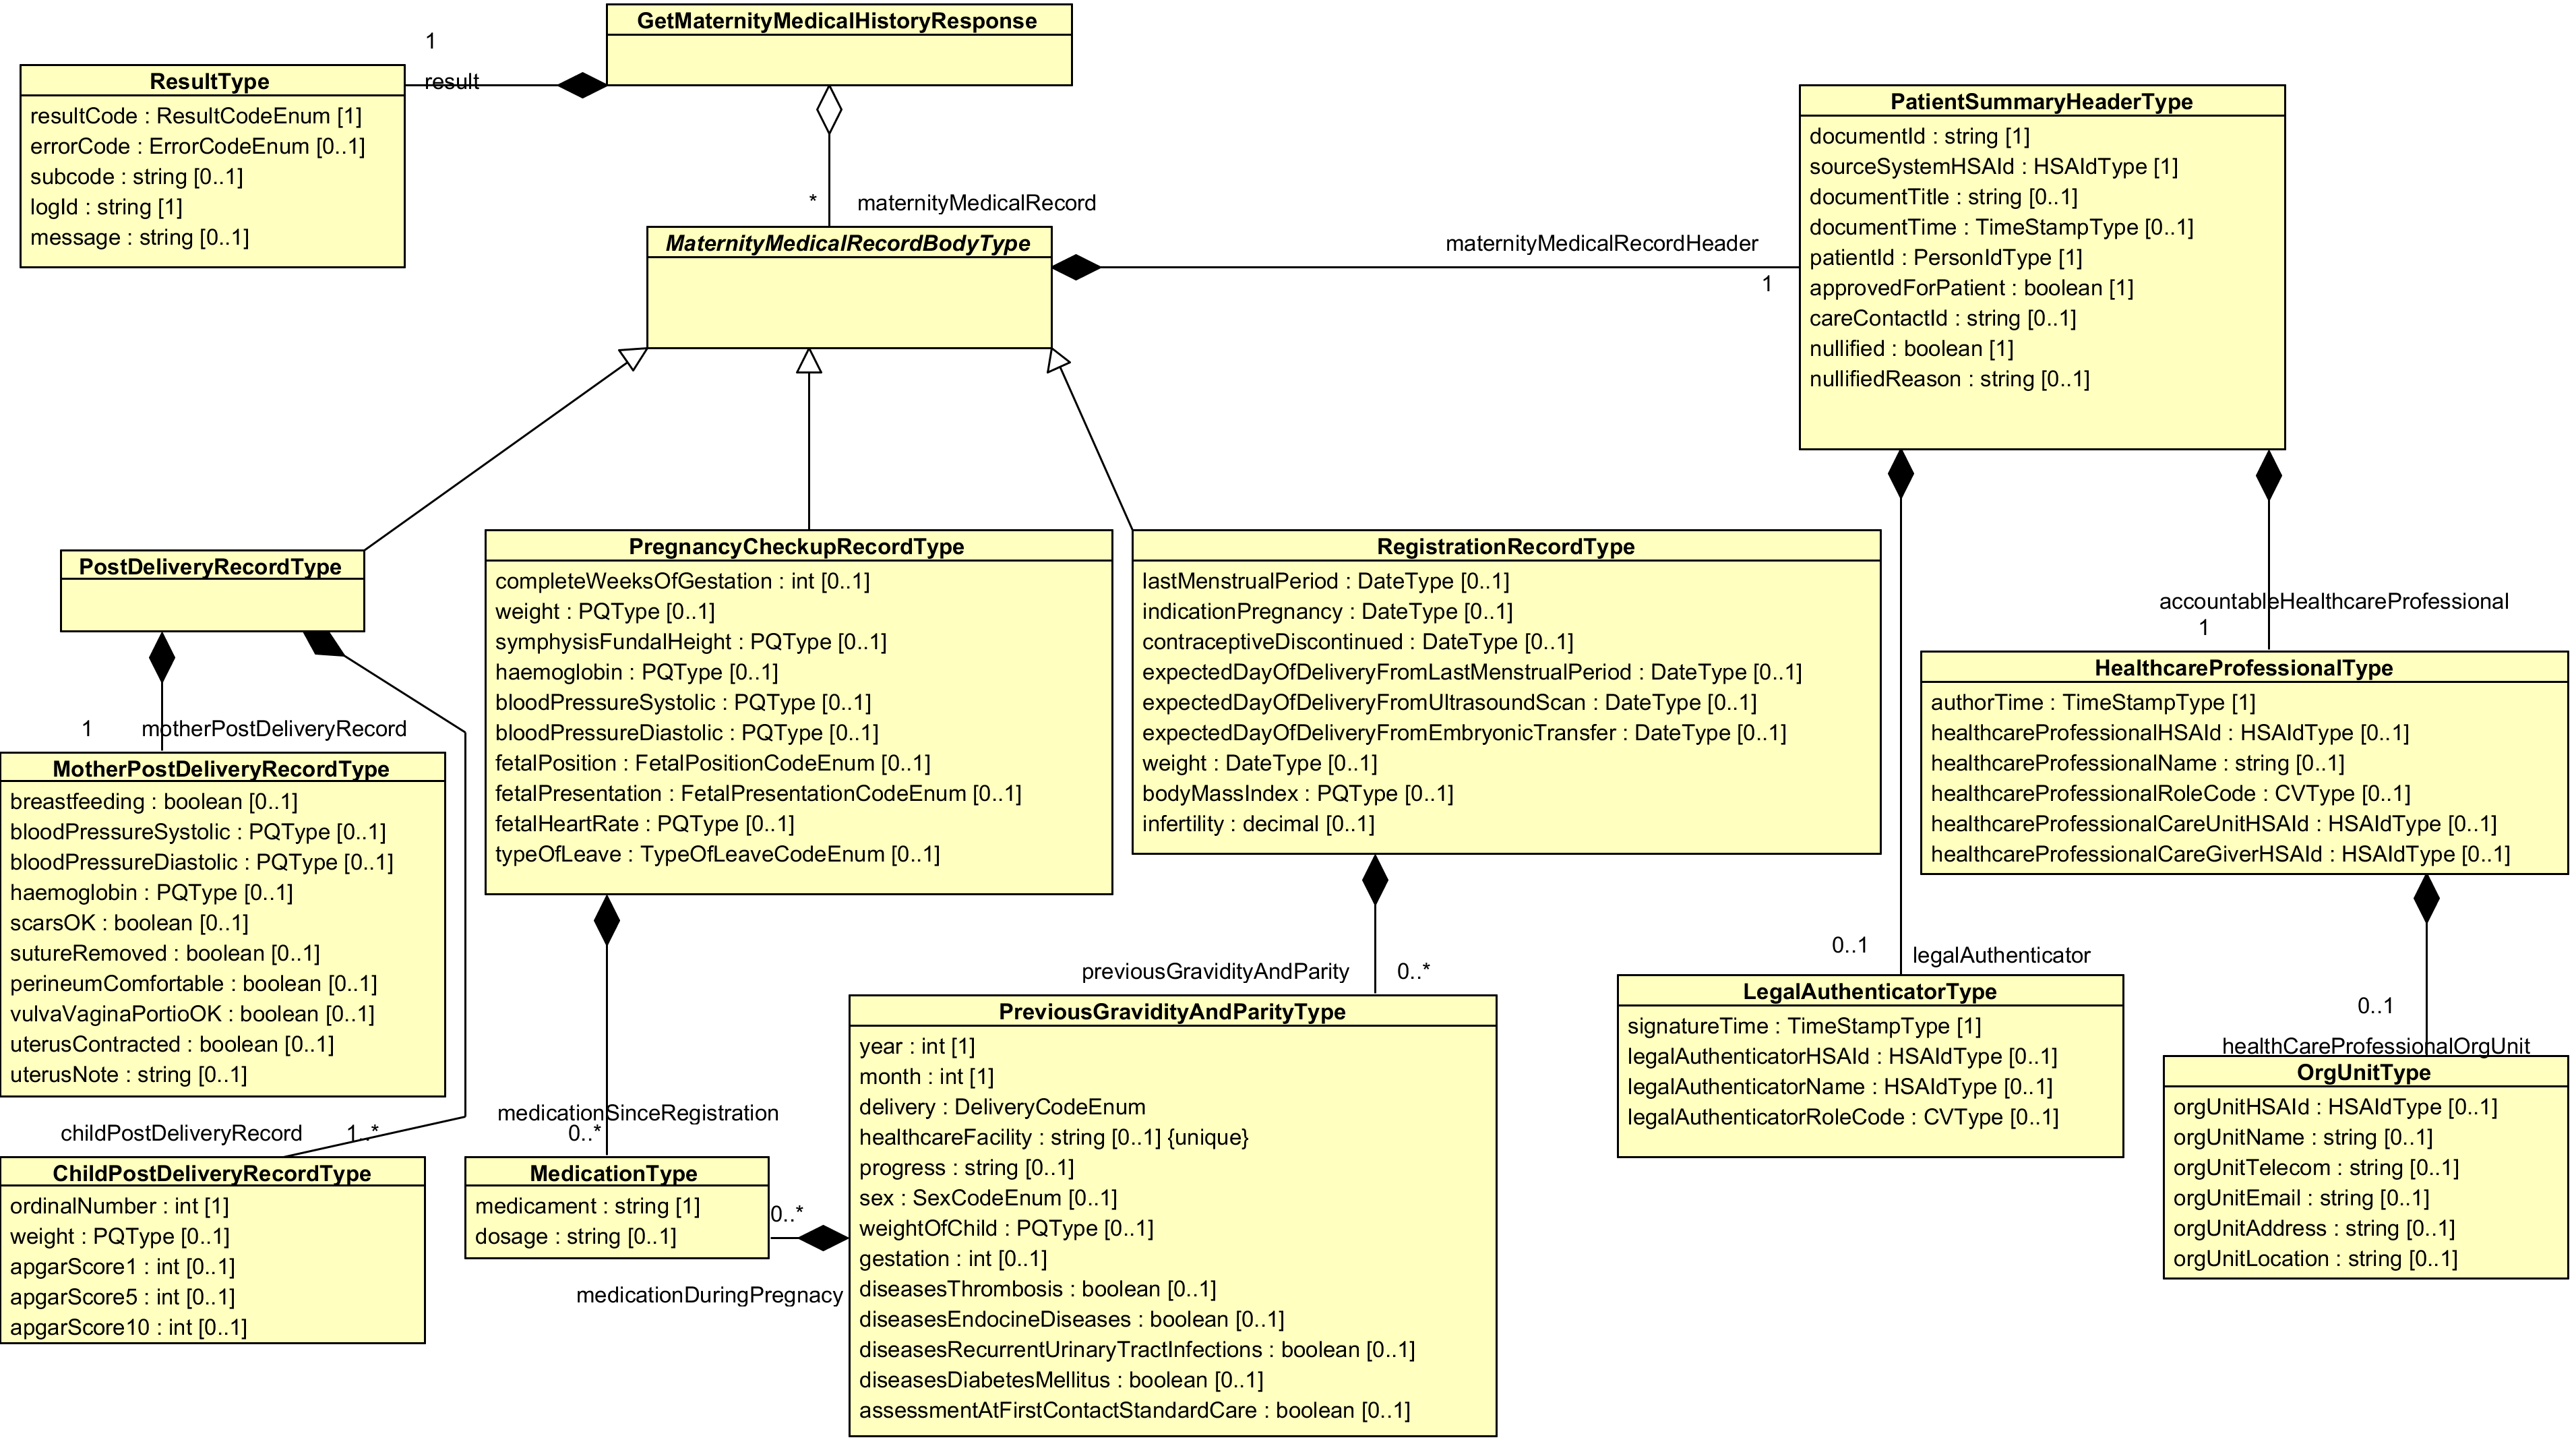 GetMaternityMedicalHistoryResponse
1
result
ResultType
resultCode : ResultCodeEnum [1]
errorCode : ErrorCodeEnum [0..1]
subcode : string [0..1]
logId : string [1]
message : string [0..1]
* maternityMedicalRecord
MaternityMedicalRecordBodyType
maternityMedicalRecordHeader
1
PatientSummaryHeaderType
documentId : string [1]
sourceSystemHSAId : HSAIdType [1]
documentTitle : string [0..1]
documentTime : TimeStampType [0..1]
patientId : PersonIdType [1]
approvedForPatient : boolean [1]
careContactId : string [0..1]
nullified : boolean [1]
nullifiedReason : string [0..1]
PostDeliveryRecordType
1 motherPostDeliveryRecord
MotherPostDeliveryRecordType
breastfeeding : boolean [0..1]
bloodPressureSystolic : PQType [0..1]
bloodPressureDiastolic : PQType [0..1]
haemoglobin : PQType [0..1]
scarsOK : boolean [0..1]
sutureRemoved : boolean [0..1]
perineumComfortable : boolean [0..1]
vulvaVaginaPortioOK : boolean [0..1]
uterusContracted : boolean [0..1]
uterusNote : string [0..1]
childPostDeliveryRecord 1..*
ChildPostDeliveryRecordType
ordinalNumber : int [1]
weight : PQType [0..1]
apgarScore1 : int [0..1]
apgarScore5 : int [0..1]
apgarScore10 : int [0..1]
PregnancyCheckupRecordType
completeWeeksOfGestation : int [0..1]
weight : PQType [0..1]
symphysisFundalHeight : PQType [0..1]
haemoglobin : PQType [0..1]
bloodPressureSystolic : PQType [0..1]
bloodPressureDiastolic : PQType [0..1]
fetalPosition : FetalPositionCodeEnum [0..1]
fetalPresentation : FetalPresentationCodeEnum [0..1]
fetalHeartRate : PQType [0..1]
typeOfLeave : TypeOfLeaveCodeEnum [0..1]
medicationSinceRegistration
0..*
MedicationType
medicament : string [1]
dosage : string [0..1]
0..*
medicationDuringPregnacy
RegistrationRecordType
lastMenstrualPeriod : DateType [0..1]
indicationPregnancy : DateType [0..1]
contraceptiveDiscontinued : DateType [0..1]
expectedDayOfDeliveryFromLastMenstrualPeriod : DateType [0..1]
expectedDayOfDeliveryFromUltrasoundScan : DateType [0..1]
expectedDayOfDeliveryFromEmbryonicTransfer : DateType [0..1]
weight : DateType [0..1]
bodyMassIndex : PQType [0..1]
infertility : decimal [0..1]
previousGravidityAndParity 0..*
PreviousGravidityAndParityType
year : int [1]
month : int [1]
delivery : DeliveryCodeEnum
healthcareFacility : string [0..1] {unique}
progress : string [0..1]
sex : SexCodeEnum [0..1]
weightOfChild : PQType [0..1]
gestation : int [0..1]
diseasesThrombosis : boolean [0..1]
diseasesEndocineDiseases : boolean [0..1]
diseasesRecurrentUrinaryTractInfections : boolean [0..1]
diseasesDiabetesMellitus : boolean [0..1]
assessmentAtFirstContactStandardCare : boolean [0..1]
accountableHealthcareProfessional
1
HealthcareProfessionalType
authorTime : TimeStampType [1]
healthcareProfessionalHSAId : HSAIdType [0..1]
healthcareProfessionalName : string [0..1]
healthcareProfessionalRoleCode : CVType [0..1]
healthcareProfessionalCareUnitHSAId : HSAIdType [0..1]
healthcareProfessionalCareGiverHSAId : HSAIdType [0..1]
0..1 legalAuthenticator
LegalAuthenticatorType
signatureTime : TimeStampType [1]
legalAuthenticatorHSAId : HSAIdType [0..1]
legalAuthenticatorName : HSAIdType [0..1]
legalAuthenticatorRoleCode : CVType [0..1]
0..1
healthCareProfessionalOrgUnit
OrgUnitType
orgUnitHSAId : HSAIdType [0..1]
orgUnitName : string [0..1]
orgUnitTelecom : string [0..1]
orgUnitEmail : string [0..1]
orgUnitAddress : string [0..1]
orgUnitLocation : string [0..1]